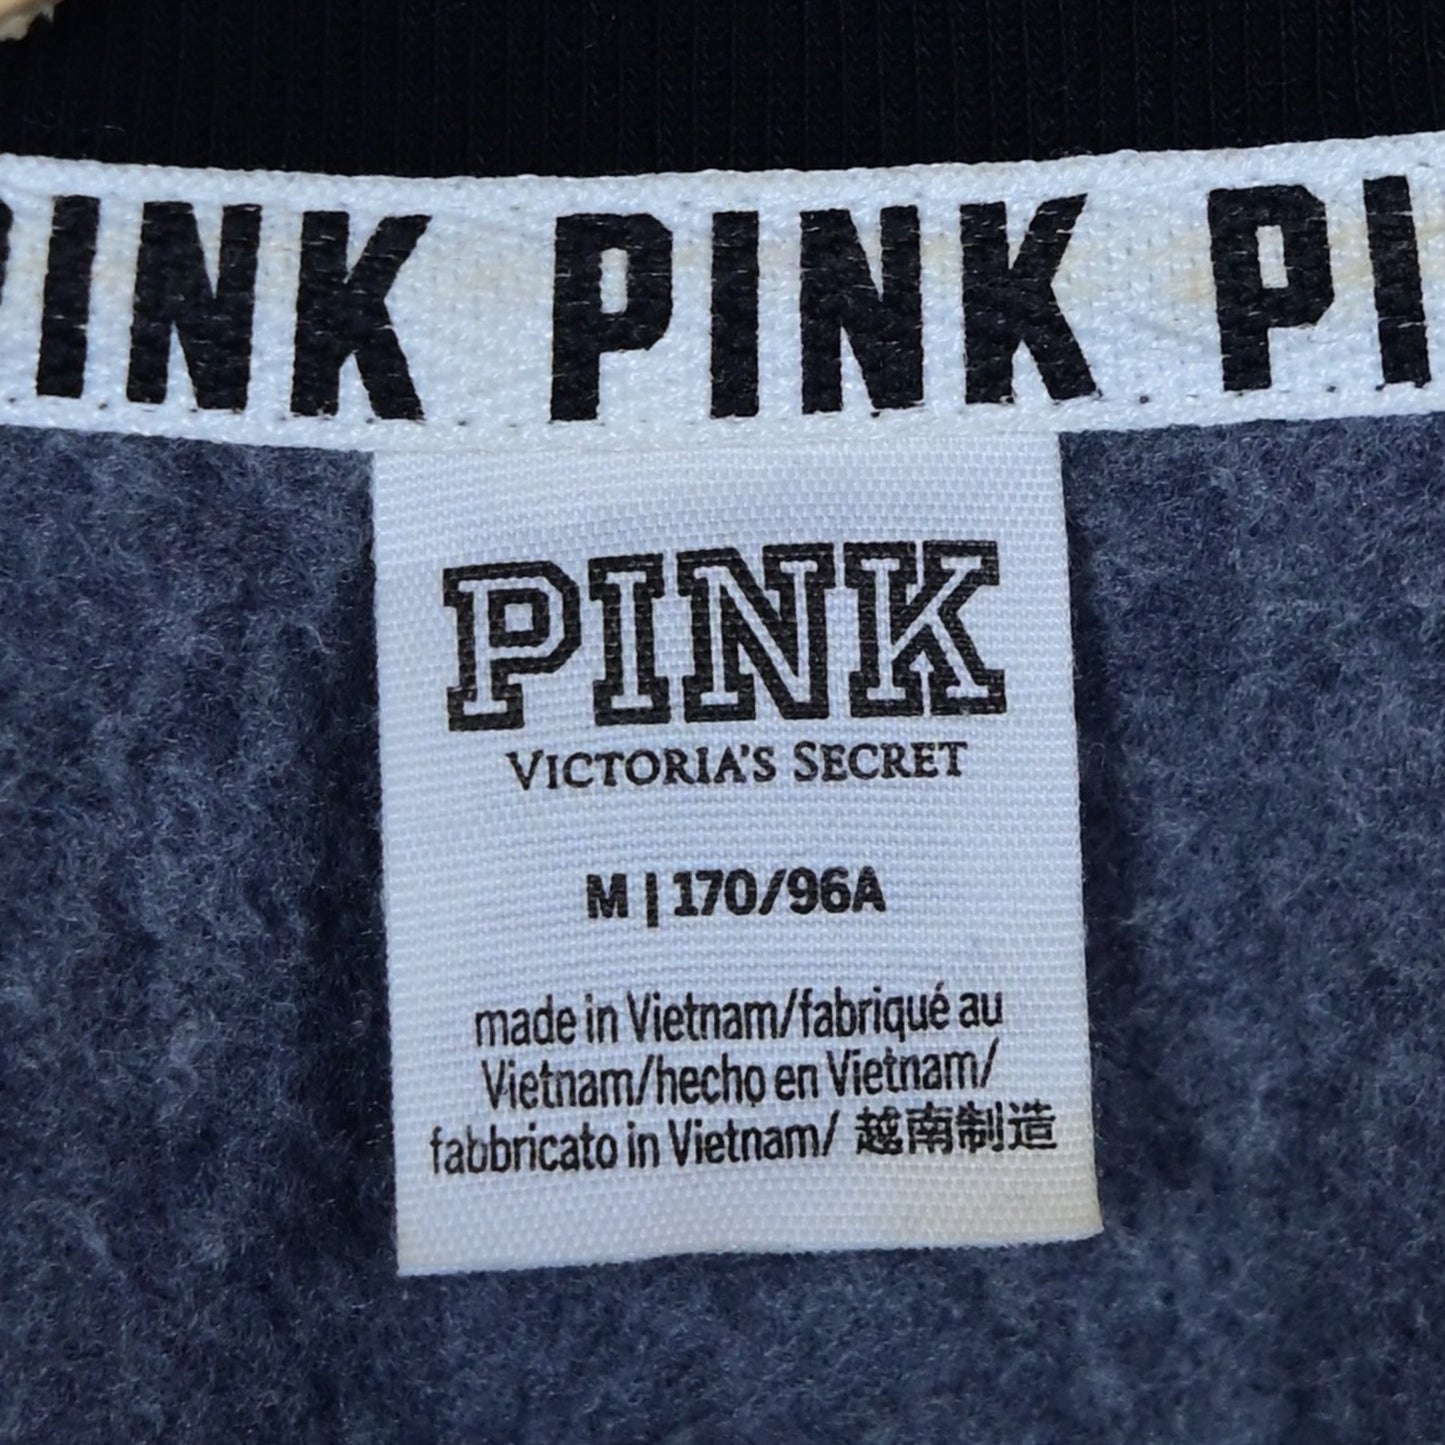 PINK PINK PI
PINK
VICTORIA'S SECRET
M | 170/96A
made in Vietnam/fabriqué au
Vietnam/hecho en Vietnam/
fabbricato in Vietnam/ 越南制造